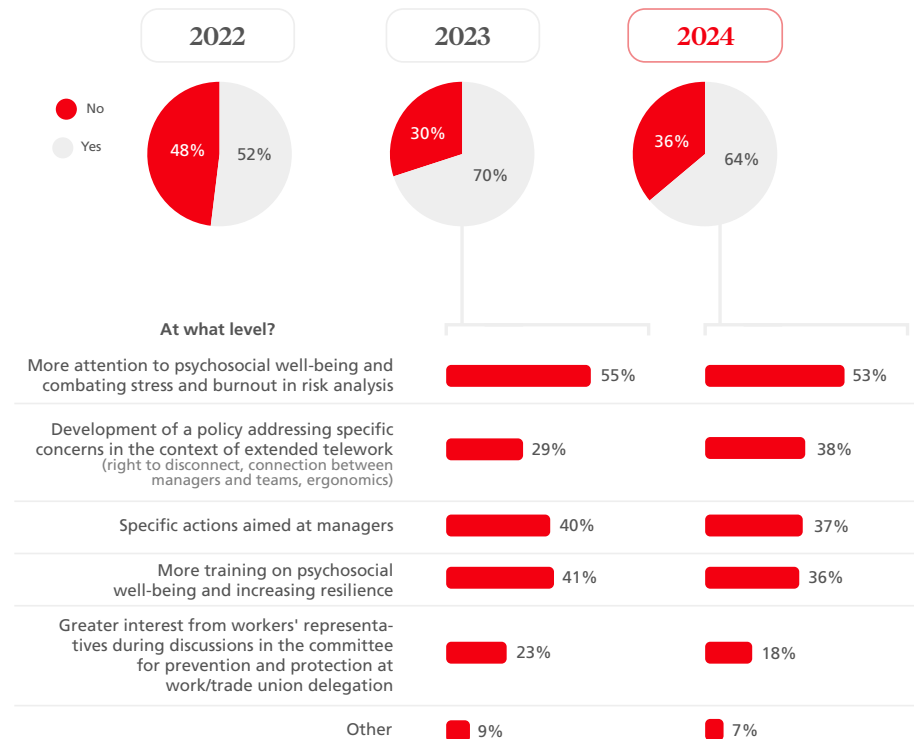 2022
2023
2024
No
Yes
48%
52%
30%
70%
36%
64%
At what level?
More attention to psychosocial well-being and
combating stress and burnout in risk analysis
55%
53%
Development of a policy addressing specific
concerns in the context of extended telework
(right to disconnect, connection between
managers and teams, ergonomics)
29%
38%
Specific actions aimed at managers
40%
37%
More training on psychosocial
well-being and increasing resilience
41%
36%
Greater interest from workers' representa-
tives during discussions in the committee
for prevention and protection at
work/trade union delegation
23%
18%
Other
9%
7%